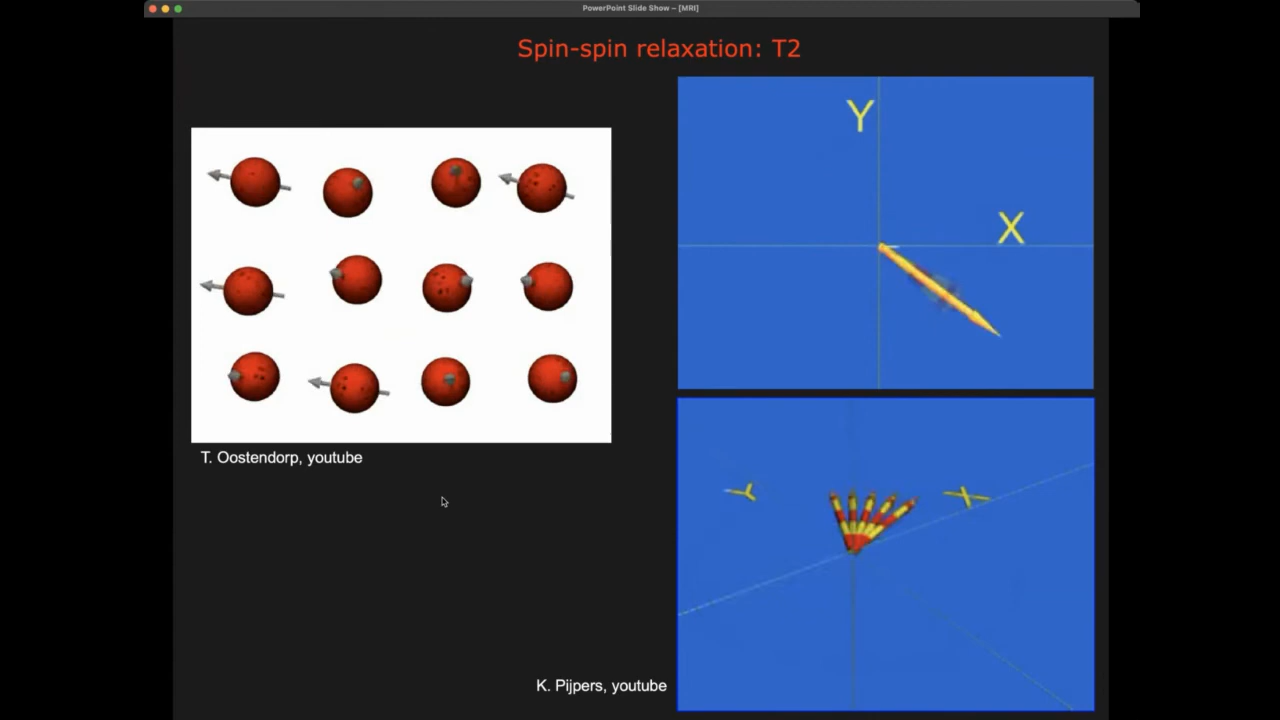 PowerPoint Slide Show – [MRI]
Spin-spin relaxation: T2
Y
X
T. Oostendorp, youtube
Y
X
K. Pijpers, youtube